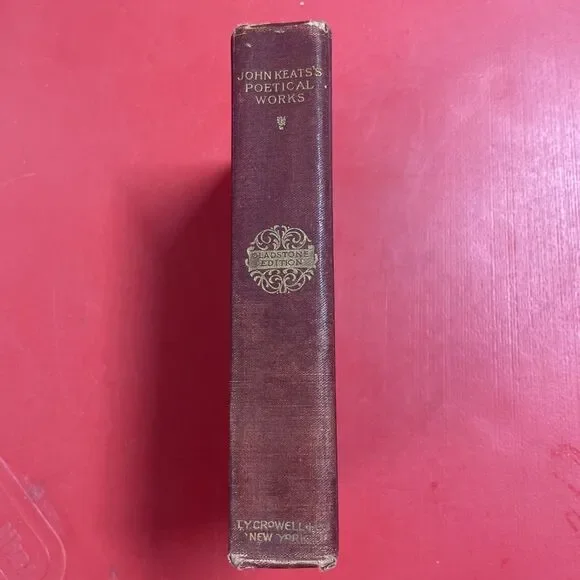 JOHN KEATS'S
POETICAL
WORKS
GLADSTONE
EDITION
T.Y. CROWELL & Co
NEW YORK